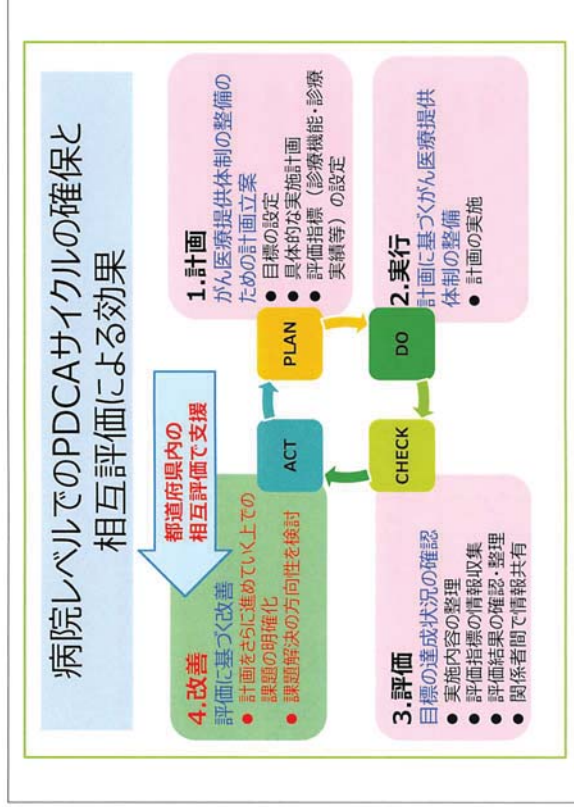 病院レベルでのPDCAサイクルの確保と
相互評価による効果
都道府県内の
相互評価で支援
4.改善
評価に基づく改善
● 計画をさらに進めていく上での
課題の明確化
● 課題解決の方向性を検討
ACT
PLAN
1.計画
がん医療提供体制の整備の
ための計画立案
● 目標の設定
● 具体的な実施計画
● 評価指標（診療機能・診療
実績等）の設定
CHECK
DO
3.評価
目標の達成状況の確認
● 実施内容の整理
● 評価指標の情報収集
● 評価結果の確認・整理
● 関係者間で情報共有
2.実行
計画に基づくがん医療提供
体制の整備
● 計画の実施